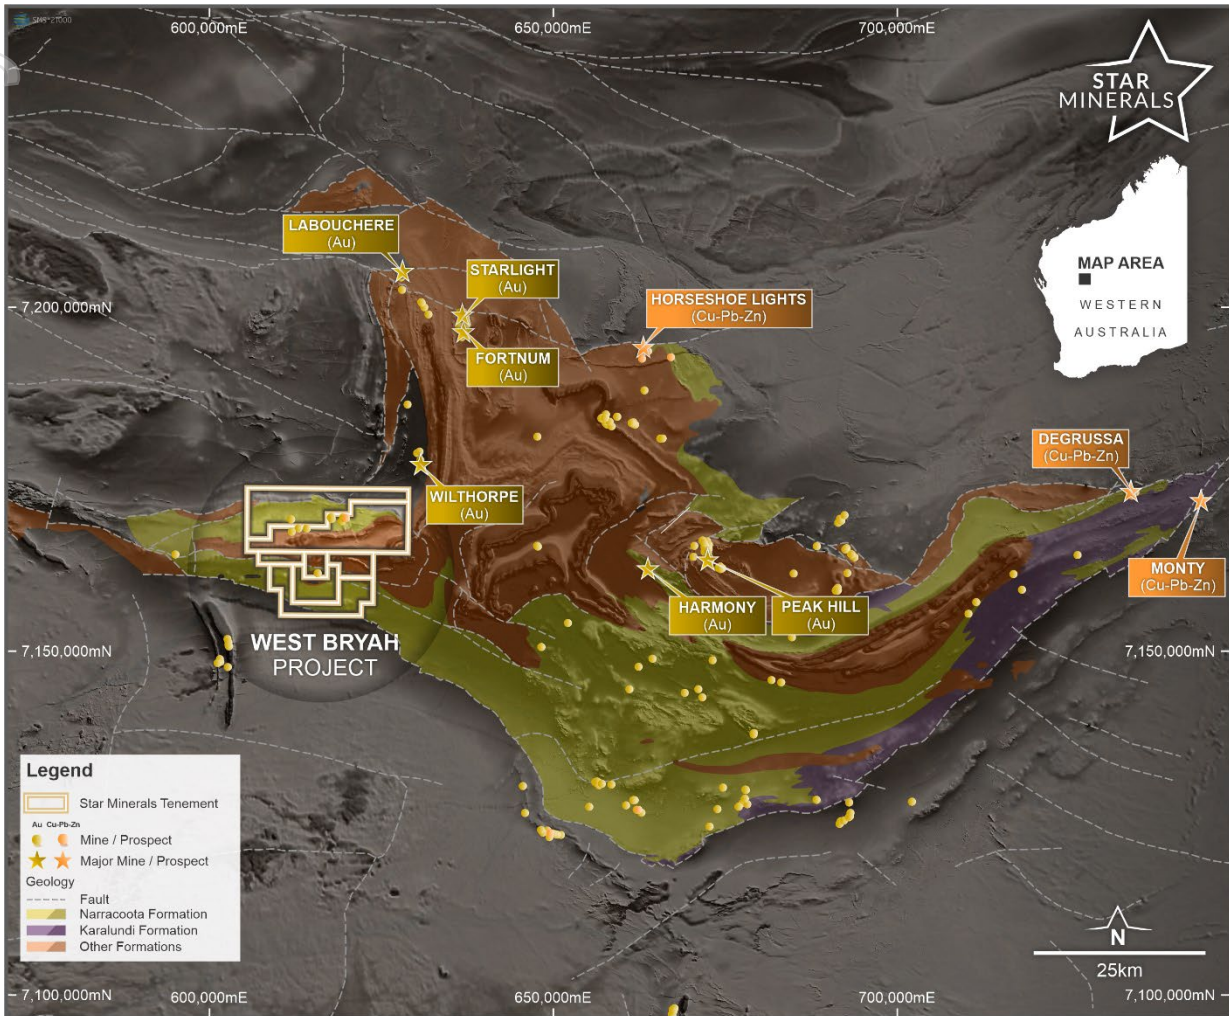 SMS*21000
600,000mE
650,000mE
700,000mE
STAR
MINERALS
LABOUCHERE
(Au)
STARLIGHT
(Au)
HORSESHOE LIGHTS
(Cu-Pb-Zn)
7,200,000mN
FORTNUM
(Au)
MAP AREA
WESTERN
AUSTRALIA
DEGRUSSA
(Cu-Pb-Zn)
WILTHORPE
(Au)
MONTY
(Cu-Pb-Zn)
HARMONY
(Au)
PEAK HILL
(Au)
WEST BRYAH
PROJECT
7,150,000mN
7,150,000mN
Legend
Star Minerals Tenement
Au Cu-Pb-Zn
Mine / Prospect
Major Mine / Prospect
Geology
Fault
Narracoota Formation
Karalundi Formation
Other Formations
N
25km
7,100,000mN
600,000mE
650,000mE
700,000mE
7,100,000mN